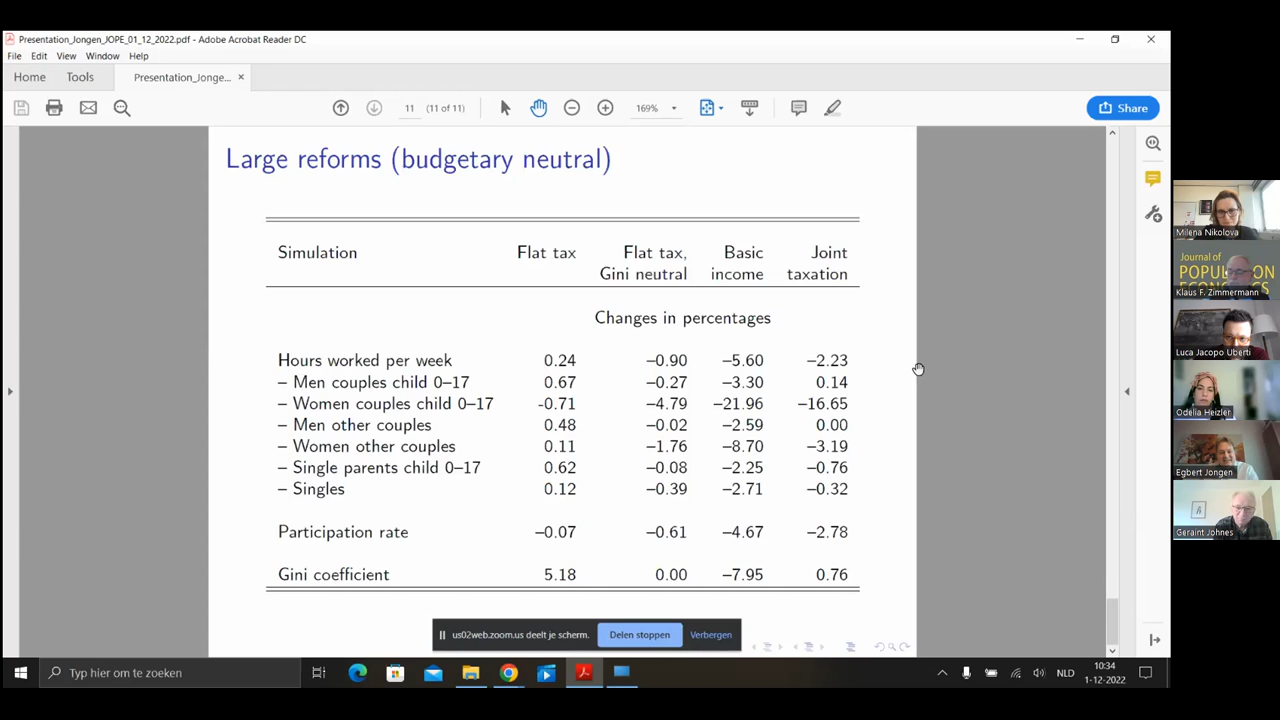 Presentation_Jongen_JOPE_01_12_2022.pdf - Adobe Acrobat Reader DC
File Edit View Window Help
Home Tools Presentation_Jonge... ×
11 (11 of 11) 169% Share
Large reforms (budgetary neutral)
Simulation Flat tax Flat tax, Basic Joint
Gini neutral income taxation
Changes in percentages
Hours worked per week 0.24 –0.90 –5.60 –2.23
– Men couples child 0–17 0.67 –0.27 –3.30 0.14
– Women couples child 0–17 -0.71 –4.79 –21.96 –16.65
– Men other couples 0.48 –0.02 –2.59 0.00
– Women other couples 0.11 –1.76 –8.70 –3.19
– Single parents child 0–17 0.62 –0.08 –2.25 –0.76
– Singles 0.12 –0.39 –2.71 –0.32
Participation rate –0.07 –0.61 –4.67 –2.78
Gini coefficient 5.18 0.00 –7.95 0.76
us02web.zoom.us deelt je scherm. Delen stoppen Verbergen
Typ hier om te zoeken
NLD 10:34
1-12-2022
Milena Nikolova
Journal of
POPULATION
ECONOMICS
Klaus F. Zimmermann
Luca Jacopo Uberti
Odelia Heizler
Egbert Jongen
Geraint Johnes